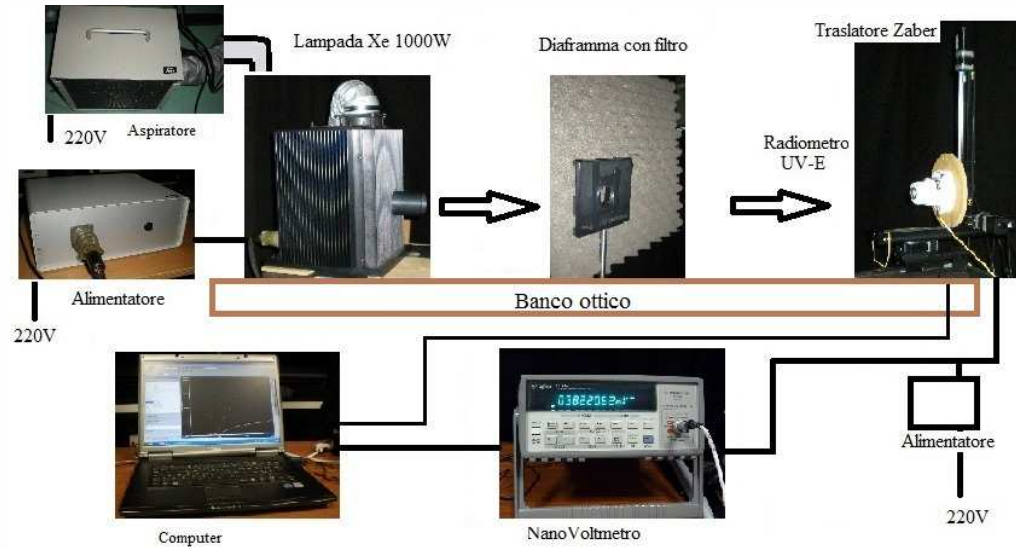 Lampada Xe 1000W
Diaframma con filtro
Traslatore Zaber
220V
Aspiratore
Radiometro
UV-E
Alimentatore
220V
Banco ottico
Alimentatore
220V
Computer
NanoVoltmetro